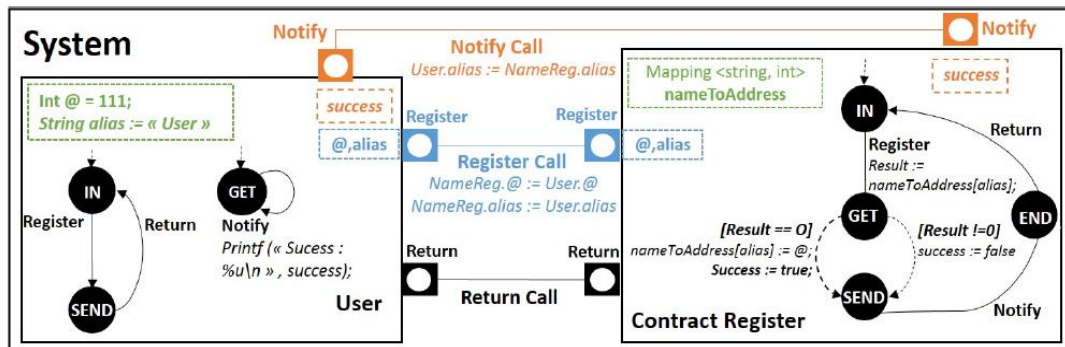 System
Notify
Notify
Notify Call
User.alias := NameReg.alias
Int @ = 111;
String alias := « User »
success
@,alias
Register
Register
@,alias
Register Call
NameReg.@ := User.@
NameReg.alias := User.alias
Return
Return
Return Call
IN
Register
Return
SEND
GET
Notify
Printf (« Sucess :
%u\n » , success);
User
Mapping <string, int>
nameToAddress
success
IN
Return
Register
Result :=
nameToAddress[alias];
GET
END
[Result == O]
nameToAddress[alias] := @;
Success := true;
[Result !=0]
success := false
SEND
Notify
Contract Register